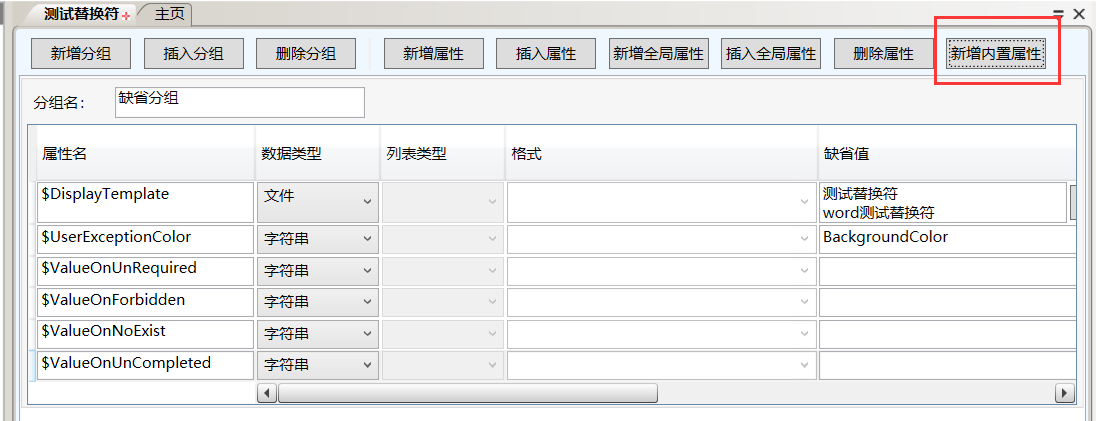 测试替换符 主页
新增分组 插入分组 删除分组 新增属性 插入属性 新增全局属性 插入全局属性 删除属性 新增内置属性
分组名: 缺省分组
属性名 数据类型 列表类型 格式 缺省值
$DisplayTemplate 文件 测试替换符
word测试替换符
$UserExceptionColor 字符串 BackgroundColor
$ValueOnUnRequired 字符串
$ValueOnForbidden 字符串
$ValueOnNoExist 字符串
$ValueOnUnCompleted 字符串